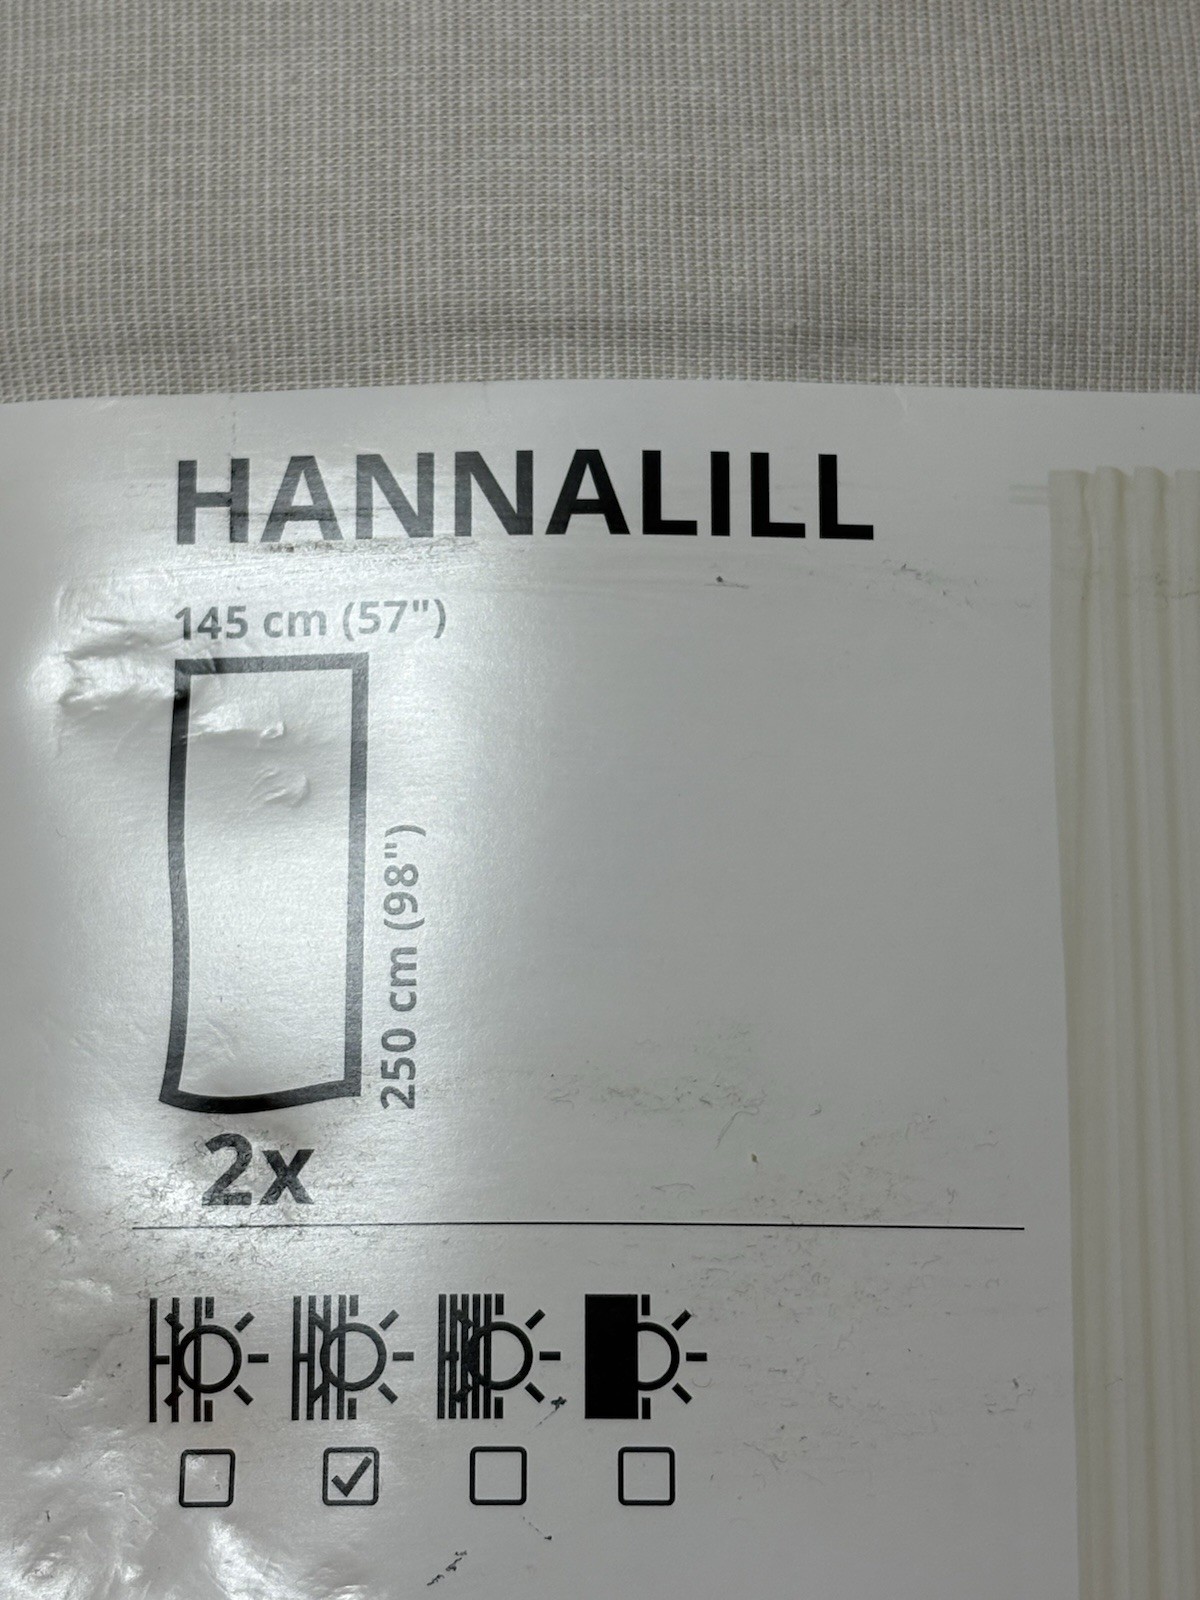 HANNALILL
145 cm (57")
250 cm (98")
2x